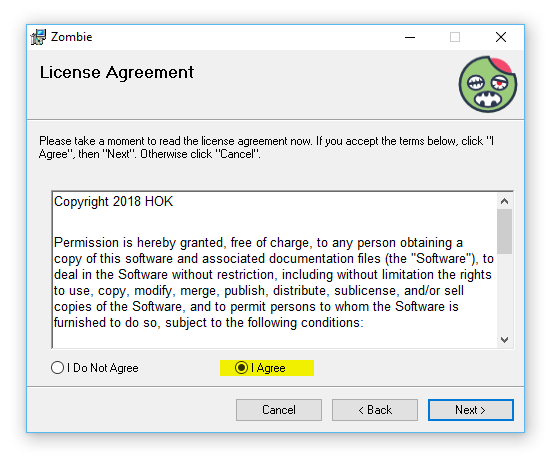 Zombie
License Agreement
Please take a moment to read the license agreement now. If you accept the terms below, click "I
Agree", then "Next". Otherwise click "Cancel".
Copyright 2018 HOK
Permission is hereby granted, free of charge, to any person obtaining a
copy of this software and associated documentation files (the "Software"), to
deal in the Software without restriction, including without limitation the rights
to use, copy, modify, merge, publish, distribute, sublicense, and/or sell
copies of the Software, and to permit persons to whom the Software is
furnished to do so, subject to the following conditions:
I Do Not Agree
I Agree
Cancel
< Back
Next >